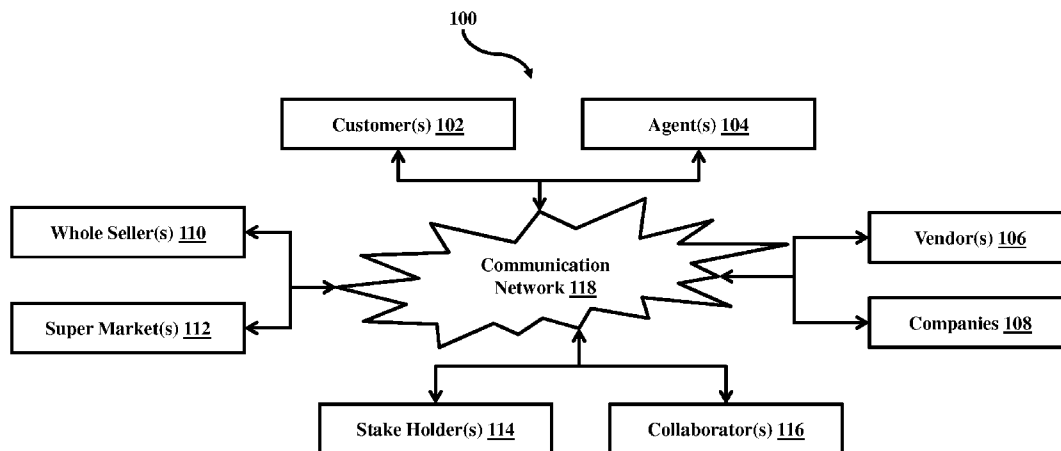 100
Customer(s) 102
Agent(s) 104
Whole Seller(s) 110
Vendor(s) 106
Communication
Network 118
Super Market(s) 112
Companies 108
Stake Holder(s) 114
Collaborator(s) 116